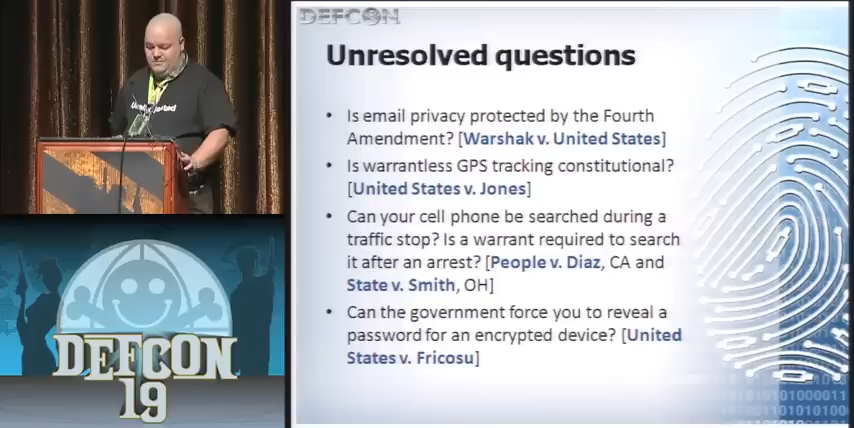 DEFCON
Unresolved questions
• Is email privacy protected by the Fourth
Amendment? [Warshak v. United States]
• Is warrantless GPS tracking constitutional?
[United States v. Jones]
• Can your cell phone be searched during a
traffic stop? Is a warrant required to search
it after an arrest? [People v. Diaz, CA and
State v. Smith, OH]
• Can the government force you to reveal a
password for an encrypted device? [United
States v. Fricosu]
DEFCON
19